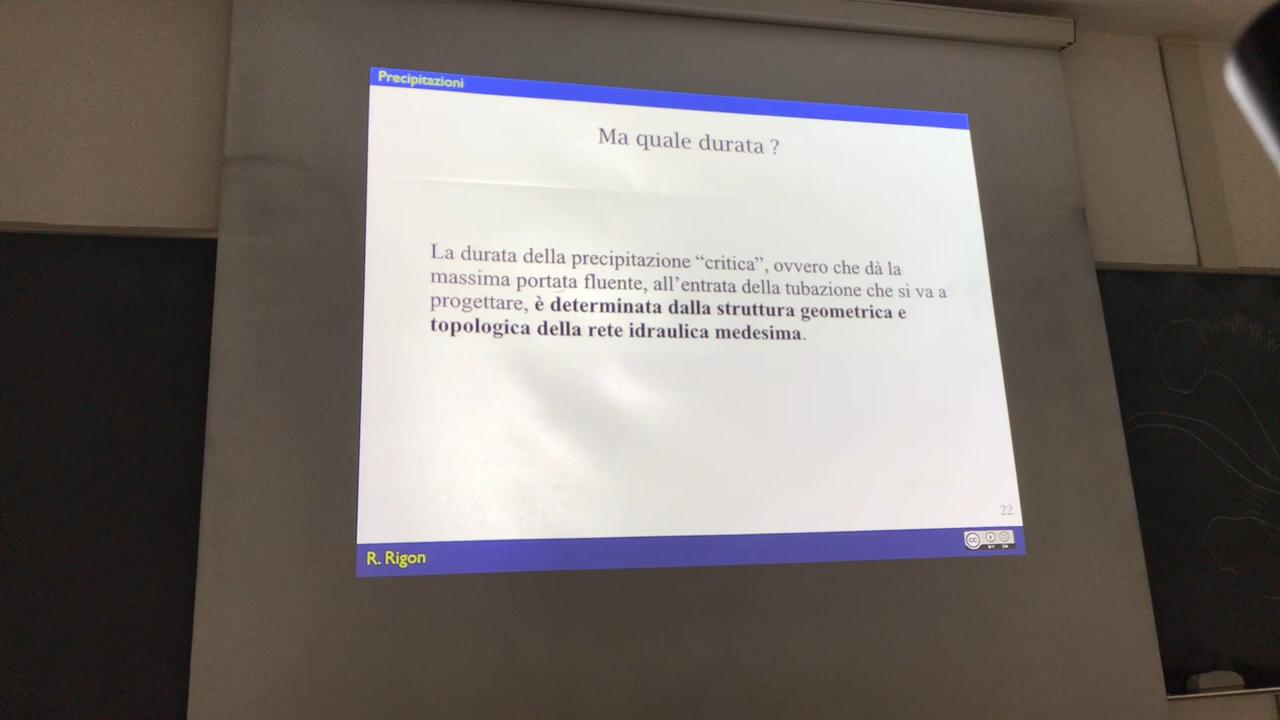 Precipitazioni
Ma quale durata ?
La durata della precipitazione “critica”, ovvero che dà la
massima portata fluente, all’entrata della tubazione che si va a
progettare, è determinata dalla struttura geometrica e
topologica della rete idraulica medesima.
22
R. Rigon
cc